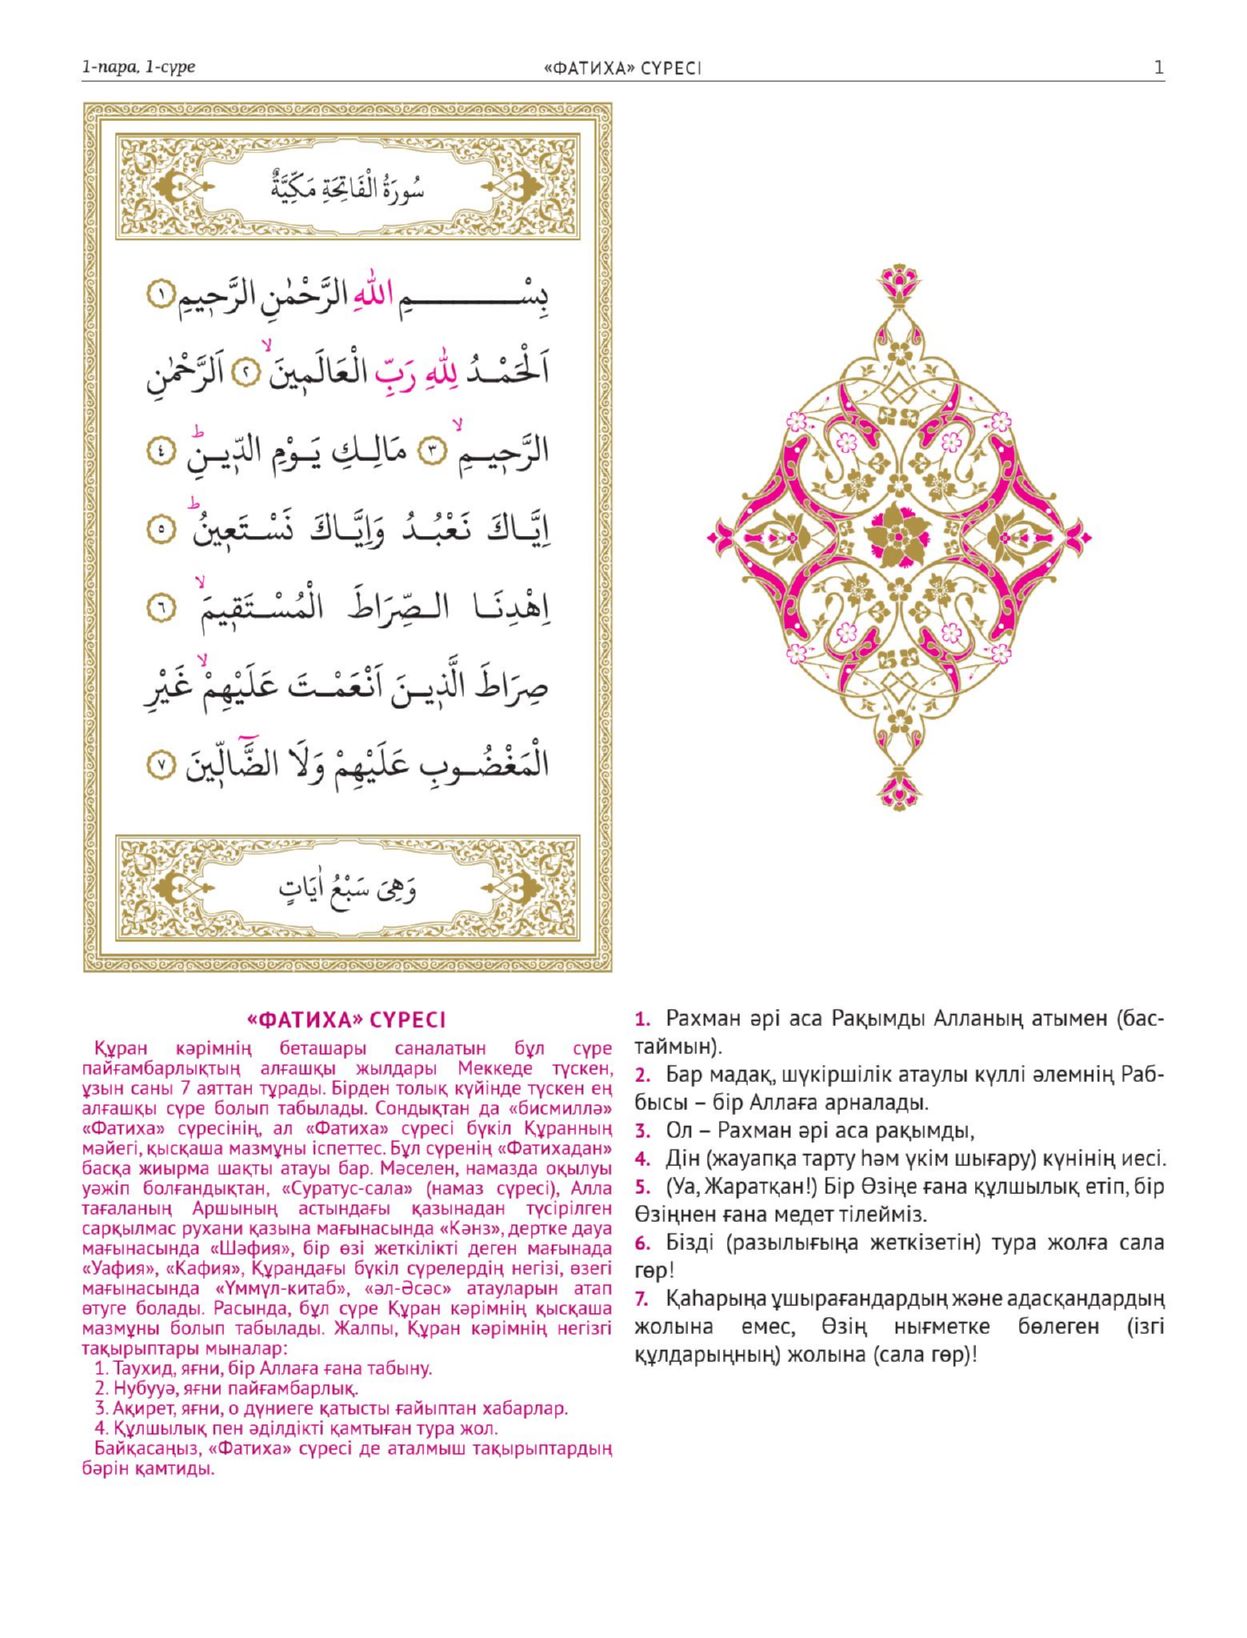 1-пара, 1-сүре
«ФАТИХА» СҮРЕСІ
1
سُورَةُ الْفَاتِحَةِ مَكِّيَّةٌ
بِسْمِ اللّٰهِ الرَّحْمٰنِ الرَّح۪يمِ ﴿١﴾
اَلْحَمْدُ لِلّٰهِ رَبِّ الْعَالَم۪ينَۙ ﴿٢﴾ اَلرَّحْمٰنِ
الرَّح۪يمِۙ ﴿٣﴾ مَالِكِ يَوْمِ الدّ۪ينِۜ ﴿٤﴾
اِيَّاكَ نَعْبُدُ وَاِيَّاكَ نَسْتَع۪ينُۜ ﴿٥﴾
اِهْدِنَا الصِّرَاطَ الْمُسْتَق۪يمَۙ ﴿٦﴾
صِرَاطَ الَّذ۪ينَ اَنْعَمْتَ عَلَيْهِمْۙ غَيْرِ
الْمَغْضُوبِ عَلَيْهِمْ وَلَا الضَّٓالّ۪ينَ ﴿٧﴾
وَهِىَ سَبْعُ اٰيَاتٍ
«ФАТИХА» СҮРЕСІ
Құран кәрімнің беташары саналатын бұл сүре
пайғамбарлықтың алғашқы жылдары Меккеде түскен,
ұзын саны 7 аяттан тұрады. Бірден толық күйінде түскен ең
алғашқы сүре болып табылады. Сондықтан да «бисмиллә»
«Фатиха» сүресінің, ал «Фатиха» сүресі бүкіл Құранның
мәйегі, қысқаша мазмұны іспеттес. Бұл сүренің «Фатихадан»
басқа жиырма шақты атауы бар. Мәселен, намазда оқылуы
уәжіп болғандықтан, «Суратус-сала» (намаз сүресі), Алла
тағаланың Аршының астындағы қазынадан түсірілген
сарқылмас рухани қазына мағынасында «Кәнз», дертке дауа
мағынасында «Шәфия», бір өзі жеткілікті деген мағынада
«Уафия», «Кафия», Құрандағы бүкіл сүрелердің негізі, өзегі
мағынасында «Үммүл-китаб», «әл-Әсәс» атауларын атап
өтуге болады. Расында, бұл сүре Құран кәрімнің қысқаша
мазмұны болып табылады. Жалпы, Құран кәрімнің негізгі
тақырыптары мыналар:
1. Таухид, яғни, бір Аллаға ғана табыну.
2. Нубууә, яғни пайғамбарлық.
3. Ақирет, яғни, о дүниеге қатысты ғайыптан хабарлар.
4. Құлшылық пен әділдікті қамтыған тура жол.
Байқасаңыз, «Фатиха» сүресі де аталмыш тақырыптардың
бәрін қамтиды.
1. Рахман әрі аса Рақымды Алланың атымен (бас-
таймын).
2. Бар мадақ, шүкіршілік атаулы күллі әлемнің Раб-
бысы – бір Аллаға арналады.
3. Ол – Рахман әрі аса рақымды,
4. Дін (жауапқа тарту һәм үкім шығару) күнінің иесі.
5. (Уа, Жаратқан!) Бір Өзіңе ғана құлшылық етіп, бір
Өзіңнен ғана медет тілейміз.
6. Бізді (разылығыңа жеткізетін) тура жолға сала
гөр!
7. Қаһарыңа ұшырағандардың және адасқандардың
жолына емес, Өзің нығметке бөлеген (ізгі
құлдарыңның) жолына (сала гөр)!